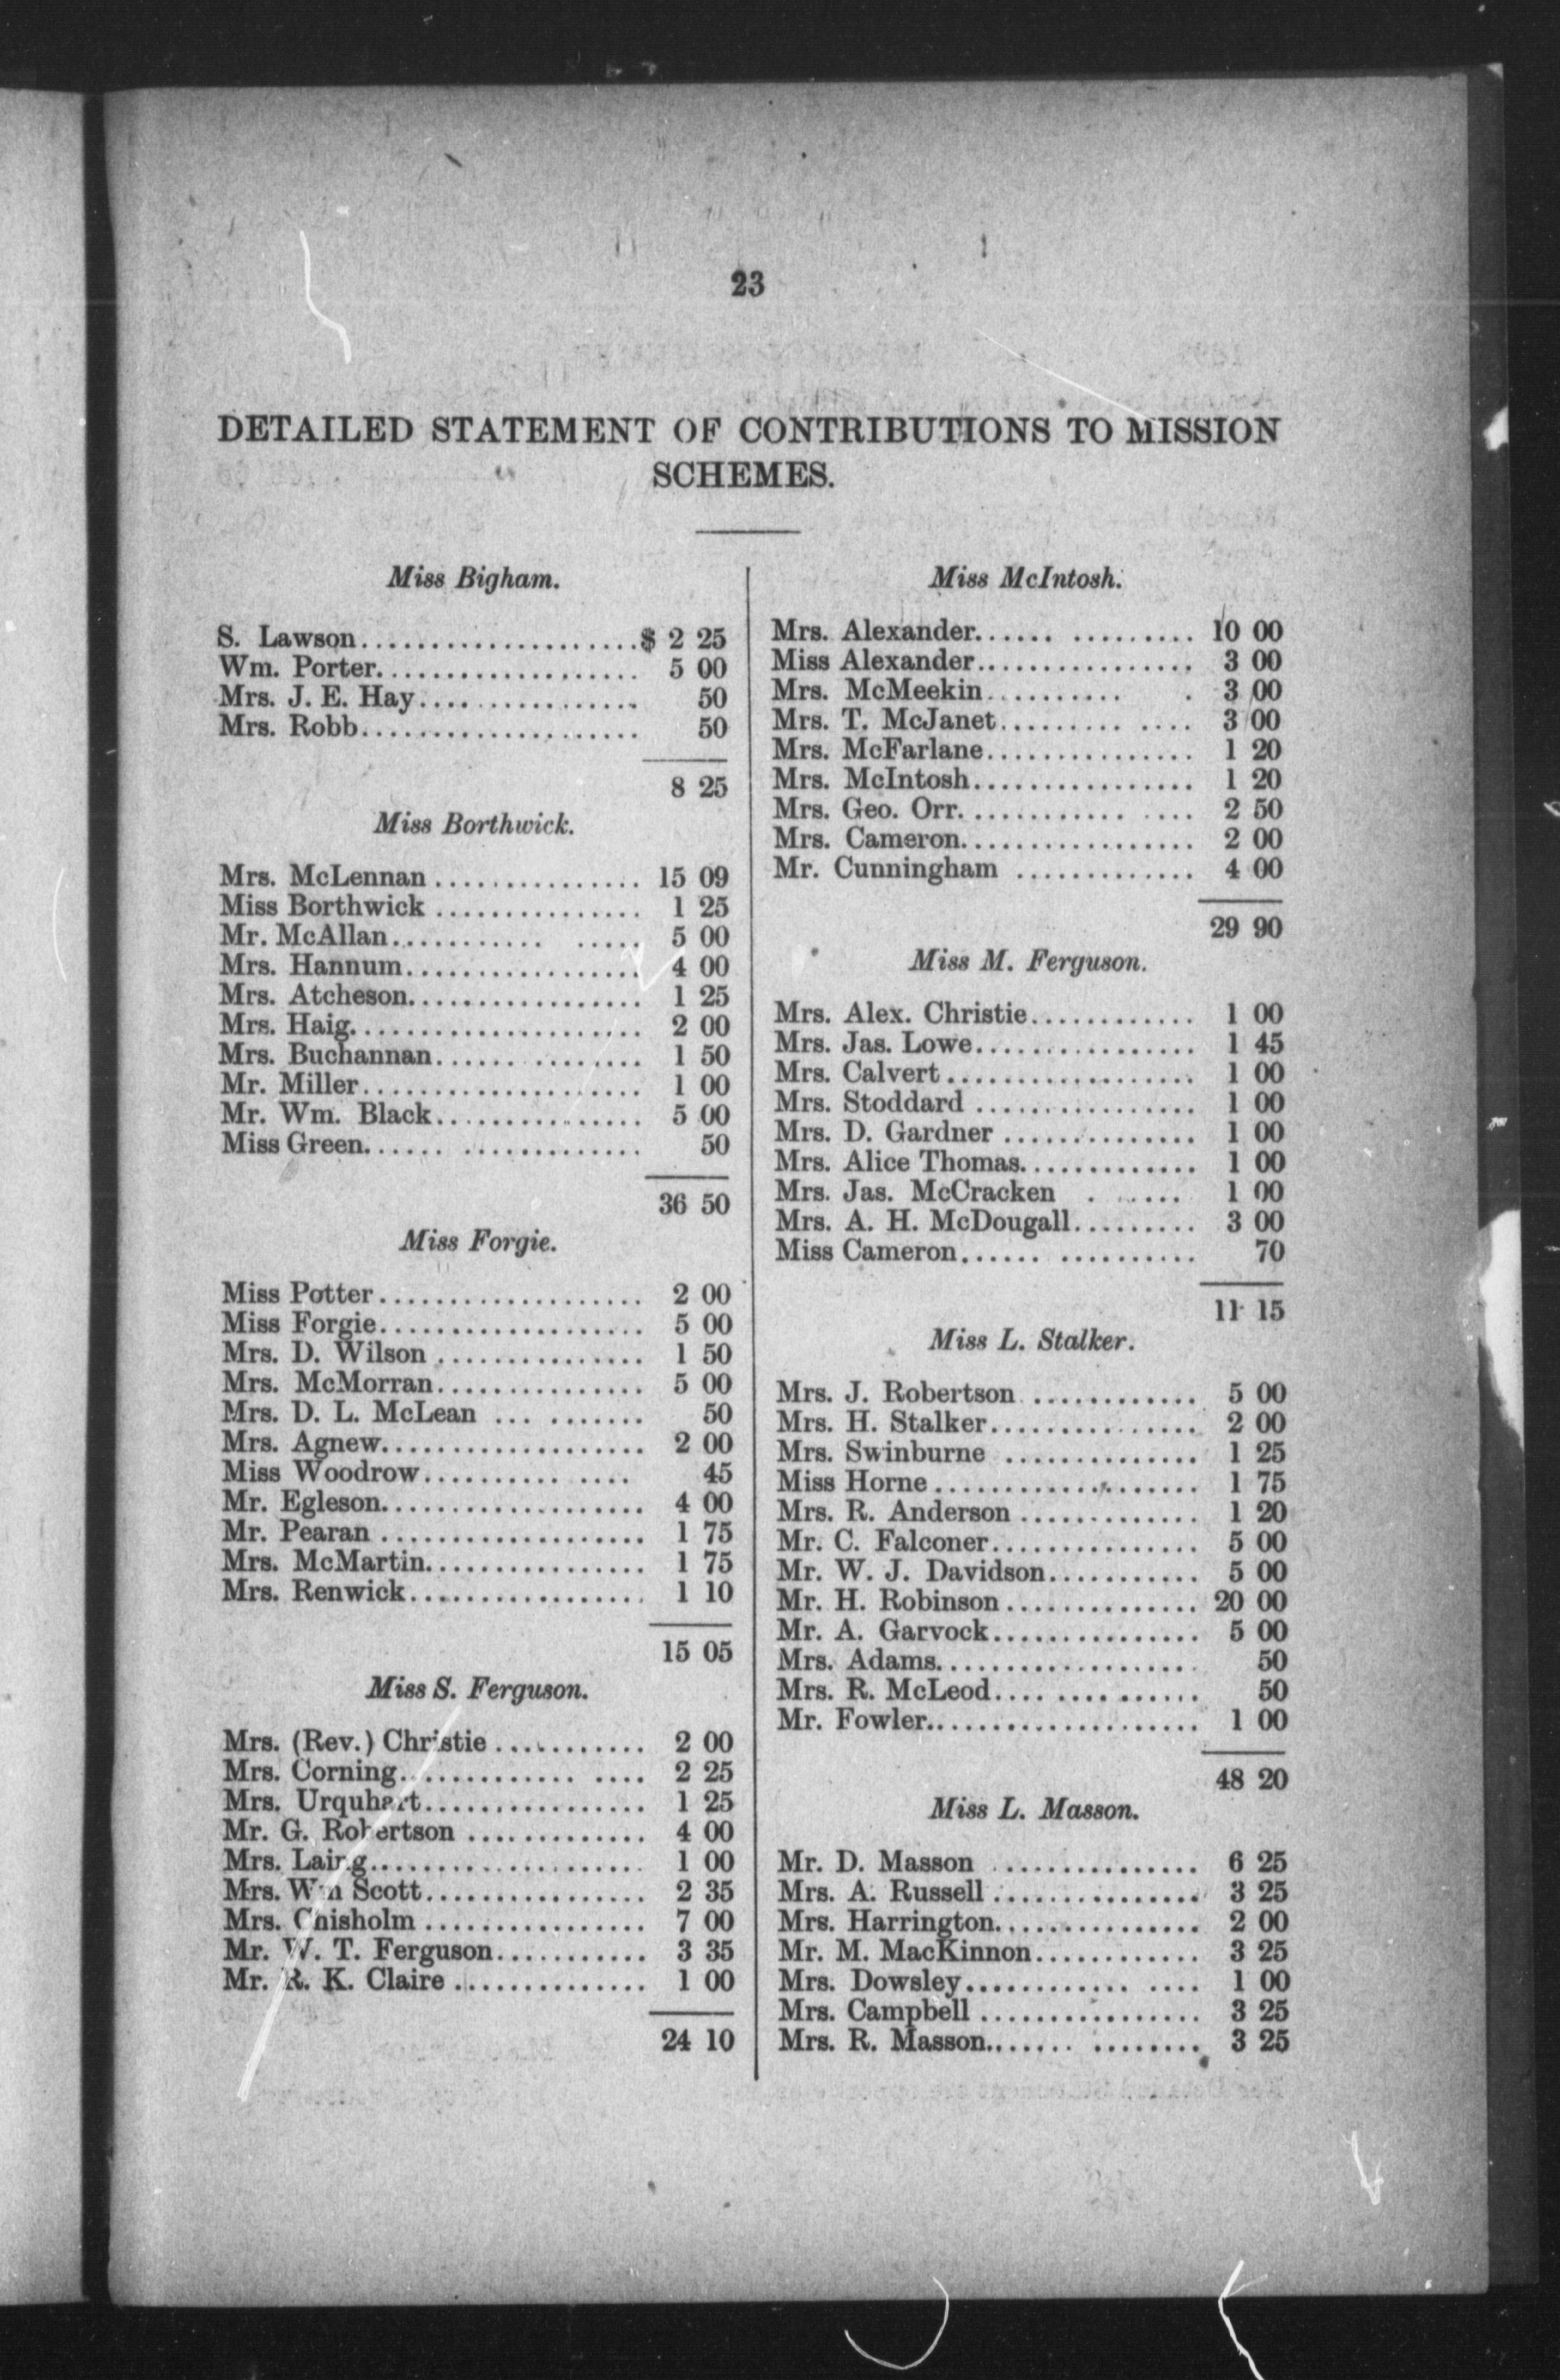 23
DETAILED STATEMENT OF CONTRIBUTIONS TO MISSION
SCHEMES.
Miss Bigham.
S. Lawson.....................$ 2 25
Wm. Porter................... 5 00
Mrs. J. E. Hay................ 50
Mrs. Robb.................... 50
8 25
Miss Borthwick.
Mrs. McLennan ............... 15 09
Miss Borthwick ............... 1 25
Mr. McAllan........... ..... 5 00
Mrs. Hannum................. 4 00
Mrs. Atcheson................. 1 25
Mrs. Haig..................... 2 00
Mrs. Buchannan............... 1 50
Mr. Miller.................... 1 00
Mr. Wm. Black............... 5 00
Miss Green...... ............. 50
36 50
Miss Forgie.
Miss Potter................... 2 00
Miss Forgie................... 5 00
Mrs. D. Wilson ............... 1 50
Mrs. McMorran............... 5 00
Mrs. D. L. McLean ... ....... 50
Mrs. Agnew................... 2 00
Miss Woodrow.......... .... 45
Mr. Egleson................... 4 00
Mr. Pearan ................... 1 75
Mrs. McMartin................ 1 75
Mrs. Renwick................. 1 10
15 05
Miss S. Ferguson.
Mrs. (Rev.) Christie ........... 2 00
Mrs. Corning............. .... 2 25
Mrs. Urquhart................ 1 25
Mr. G. Robertson ............. 4 00
Mrs. Laing.................... 1 00
Mrs. Wm Scott................ 2 35
Mrs. Chisholm ................ 7 00
Mr. W. T. Ferguson........... 3 35
Mr. R. K. Claire .............. 1 00
24 10
Miss McIntosh.
Mrs. Alexander...... ......... 10 00
Miss Alexander................ 3 00
Mrs. McMeekin.......... . 3 00
Mrs. T. McJanet......... .... 3 00
Mrs. McFarlane............... 1 20
Mrs. McIntosh................ 1 20
Mrs. Geo. Orr. ........... .... 2 50
Mrs. Cameron................. 2 00
Mr. Cunningham ............. 4 00
29 90
Miss M. Ferguson.
Mrs. Alex. Christie............ 1 00
Mrs. Jas. Lowe................ 1 45
Mrs. Calvert.................. 1 00
Mrs. Stoddard ................ 1 00
Mrs. D. Gardner .............. 1 00
Mrs. Alice Thomas............. 1 00
Mrs. Jas. McCracken . ...... 1 00
Mrs. A. H. McDougall......... 3 00
Miss Cameron...... .......... 70
11 15
Miss L. Stalker.
Mrs. J. Robertson ............ 5 00
Mrs. H. Stalker............... 2 00
Mrs. Swinburne .............. 1 25
Miss Horne................... 1 75
Mrs. R. Anderson ............. 1 20
Mr. C. Falconer............... 5 00
Mr. W. J. Davidson........... 5 00
Mr. H. Robinson.............. 20 00
Mr. A. Garvock............... 5 00
Mrs. Adams................... 50
Mrs. R. McLeod.... .... ...... 50
Mr. Fowler.................... 1 00
48 20
Miss L. Masson.
Mr. D. Masson ............... 6 25
Mrs. A. Russell ............... 3 25
Mrs. Harrington............... 2 00
Mr. M. MacKinnon............ 3 25
Mrs. Dowsley............ .... 1 00
Mrs. Campbell ................ 3 25
Mrs. R. Masson....... ........ 3 25